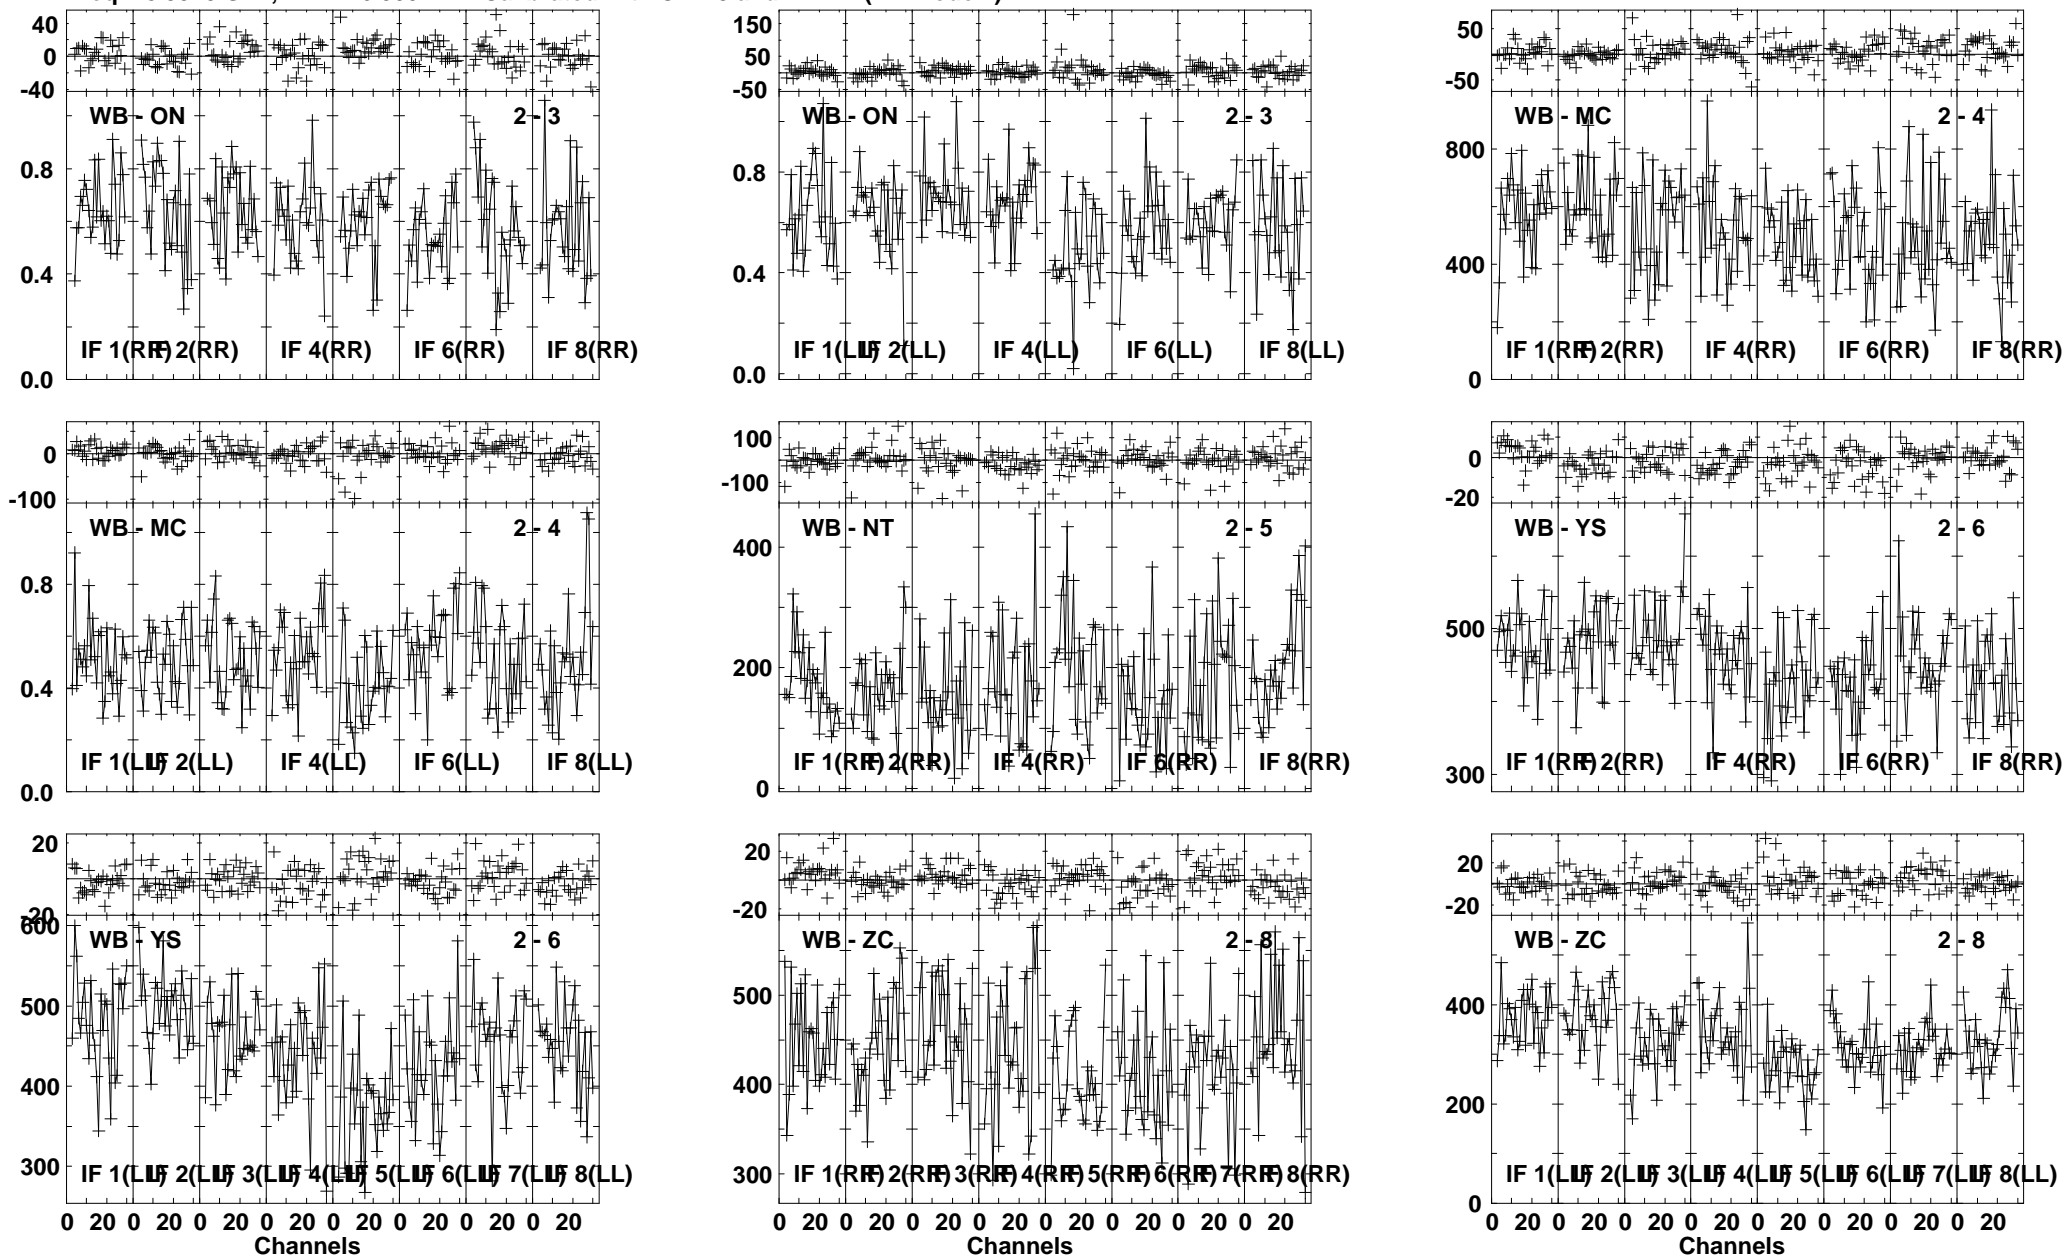 40
0
-40
WB - ON
2 - 3
0.8
0.4
0.0
IF 1(RR)
IF 2(RR)
IF 4(RR)
IF 6(RR)
IF 8(RR)
150
50
-50
WB - ON
2 - 3
0.8
0.4
0.0
IF 1(LL)
IF 2(LL)
IF 4(LL)
IF 6(LL)
IF 8(LL)
50
-50
WB - MC
2 - 4
800
400
0
IF 1(RR)
IF 2(RR)
IF 4(RR)
IF 6(RR)
IF 8(RR)
0
-100
WB - MC
2 - 4
0.8
0.4
0.0
IF 1(LL)
IF 2(LL)
IF 4(LL)
IF 6(LL)
IF 8(LL)
100
0
-100
WB - NT
2 - 5
400
200
0
IF 1(RR)
IF 2(RR)
IF 4(RR)
IF 6(RR)
IF 8(RR)
20
0
-20
WB - YS
2 - 6
500
300
IF 1(RR)
IF 2(RR)
IF 4(RR)
IF 6(RR)
IF 8(RR)
20
600
WB - YS
2 - 6
500
400
300
IF 1(LL)
IF 2(LL)
IF 3(LL)
IF 4(LL)
IF 5(LL)
IF 6(LL)
IF 7(LL)
IF 8(LL)
0 20 0 20 0 20 0 20 0 20 0 20 0 20 0 20
Channels
20
0
-20
WB - ZC
2 - 8
500
400
300
IF 1(RR)
IF 2(RR)
IF 3(RR)
IF 4(RR)
IF 5(RR)
IF 6(RR)
IF 7(RR)
IF 8(RR)
0 20 0 20 0 20 0 20 0 20 0 20 0 20 0 20
Channels
20
0
-20
WB - ZC
2 - 8
400
200
0
IF 1(LL)
IF 2(LL)
IF 3(LL)
IF 4(LL)
IF 5(LL)
IF 6(LL)
IF 7(LL)
IF 8(LL)
0 20 0 20 0 20 0 20 0 20 0 20 0 20 0 20
Channels